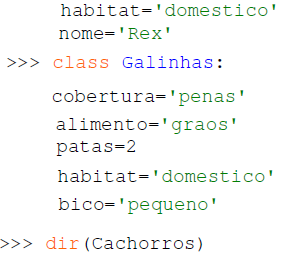 habitat='domestico'
nome='Rex'
>>> class Galinhas:
cobertura='penas'
alimento='graos'
patas=2
habitat='domestico'
bico='pequeno'
>>> dir(Cachorros)